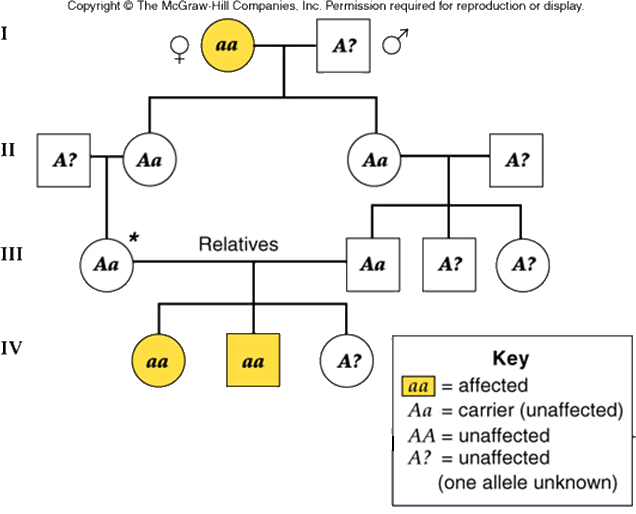 Copyright © The McGraw-Hill Companies, Inc. Permission required for reproduction or display.
I
♀ aa A? ♂
II
A? Aa Aa A?
*
Relatives
III
Aa Aa A? A?
IV
aa aa A?
Key
aa = affected
Aa = carrier (unaffected)
AA = unaffected
A? = unaffected
(one allele unknown)